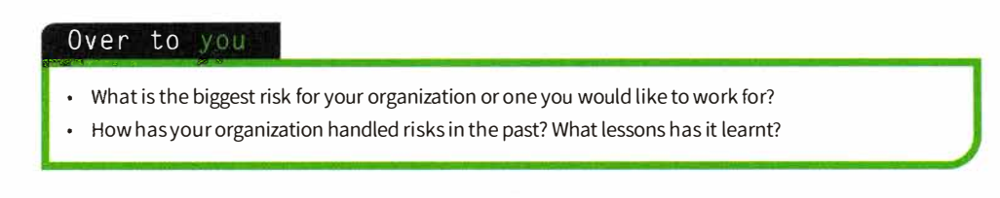 Over to you
• What is the biggest risk for your organization or one you would like to work for?
• How has your organization handled risks in the past? What lessons has it learnt?